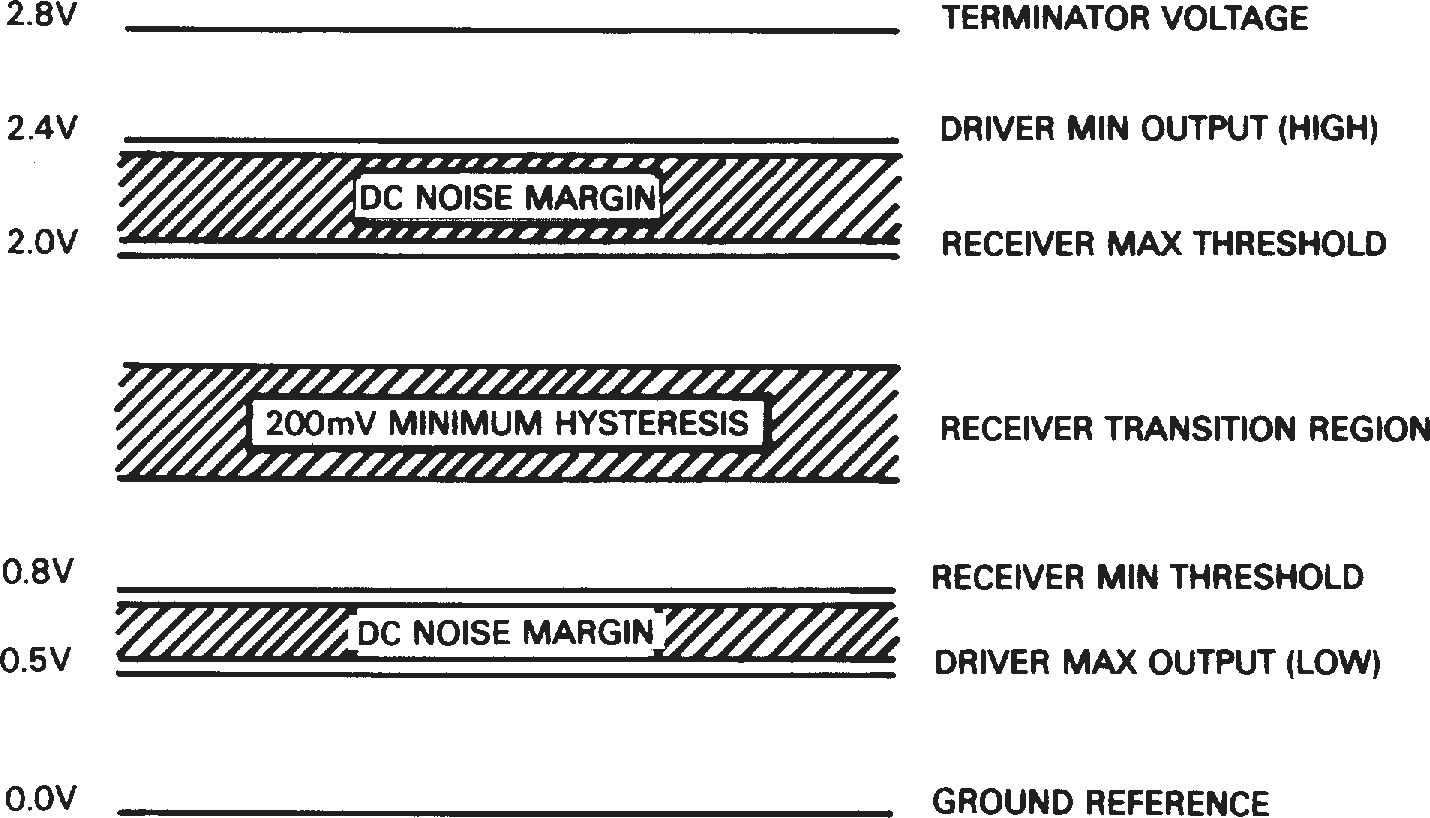 2.8V TERMINATOR VOLTAGE
2.4V DRIVER MIN OUTPUT (HIGH)
DC NOISE MARGIN
2.0V RECEIVER MAX THRESHOLD
200mV MINIMUM HYSTERESIS RECEIVER TRANSITION REGION
0.8V RECEIVER MIN THRESHOLD
DC NOISE MARGIN
0.5V DRIVER MAX OUTPUT (LOW)
0.0V GROUND REFERENCE